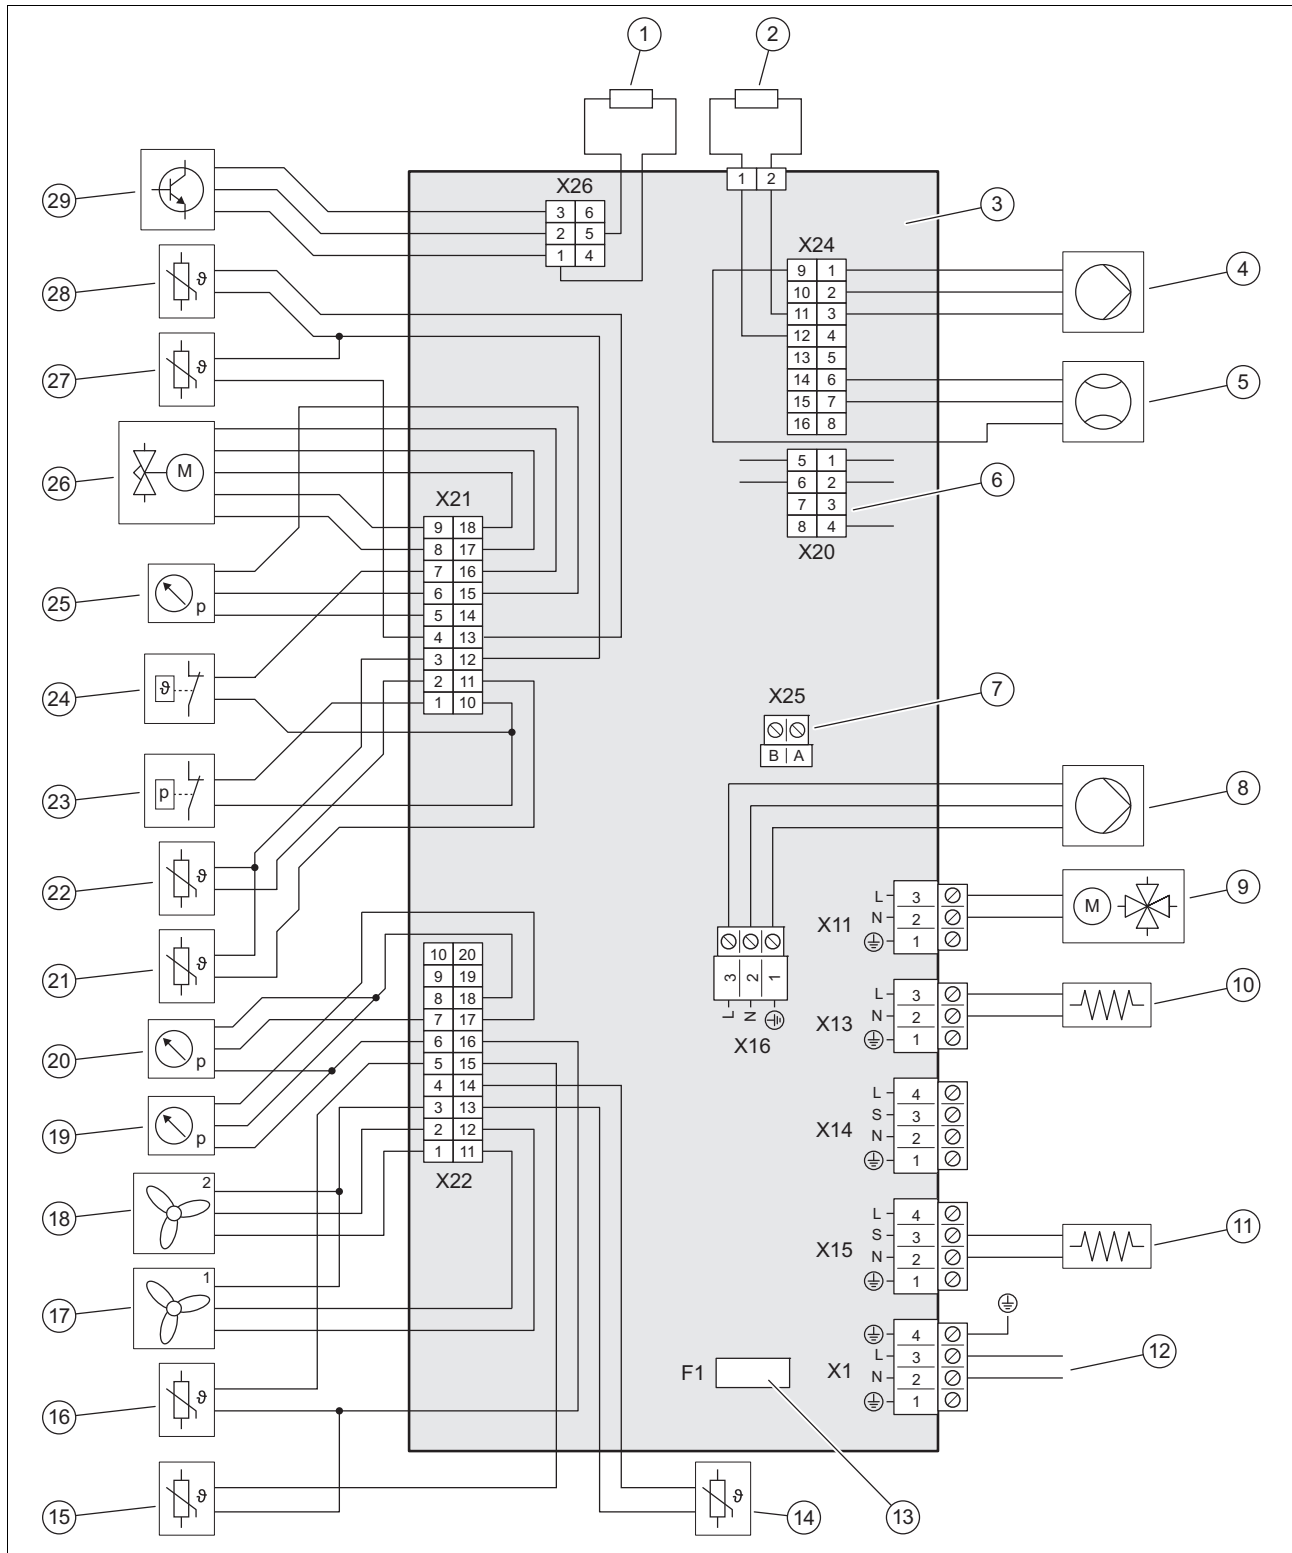 1
2
29
X26
3 6
2 5
1 4
1 2
3
X24
9 1
10 2
11 3
12 4
13 5
14 6
15 7
16 8
4
5
28
ϑ
27
ϑ
26
M
5 1
6 2
7 3
8 4
X20
6
X21
9 18
8 17
7 16
6 15
5 14
4 13
3 12
2 11
1 10
25
p
24
ϑ
23
p
X25
B A
7
8
22
ϑ
21
ϑ
X11
L 3
N 2
1
M
9
3 2 1
L N
X16
X13
L 3
N 2
1
10
10 20
9 19
8 18
7 17
6 16
5 15
4 14
3 13
2 12
1 11
X22
20
p
19
p
X14
L 4
S 3
N 2
1
18
2
17
1
X15
L 4
S 3
N 2
1
11
X1
4
L 3
N 2
1
12
F1
16
ϑ
15
ϑ
ϑ
14
13